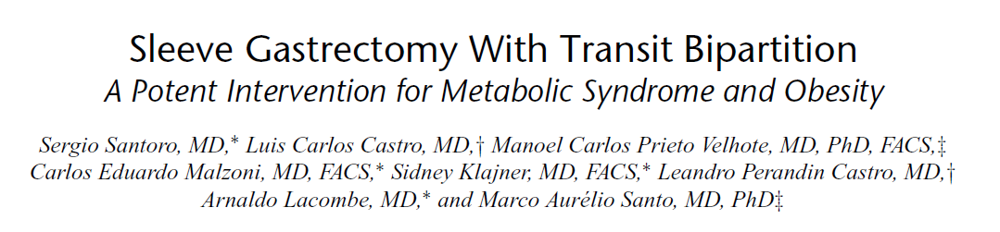 Sleeve Gastrectomy With Transit Bipartition
A Potent Intervention for Metabolic Syndrome and Obesity
Sergio Santoro, MD,* Luis Carlos Castro, MD,† Manoel Carlos Prieto Velhote, MD, PhD, FACS,‡
Carlos Eduardo Malzoni, MD, FACS,* Sidney Klajner, MD, FACS,* Leandro Perandin Castro, MD,†
Arnaldo Lacombe, MD,* and Marco Aurélio Santo, MD, PhD‡